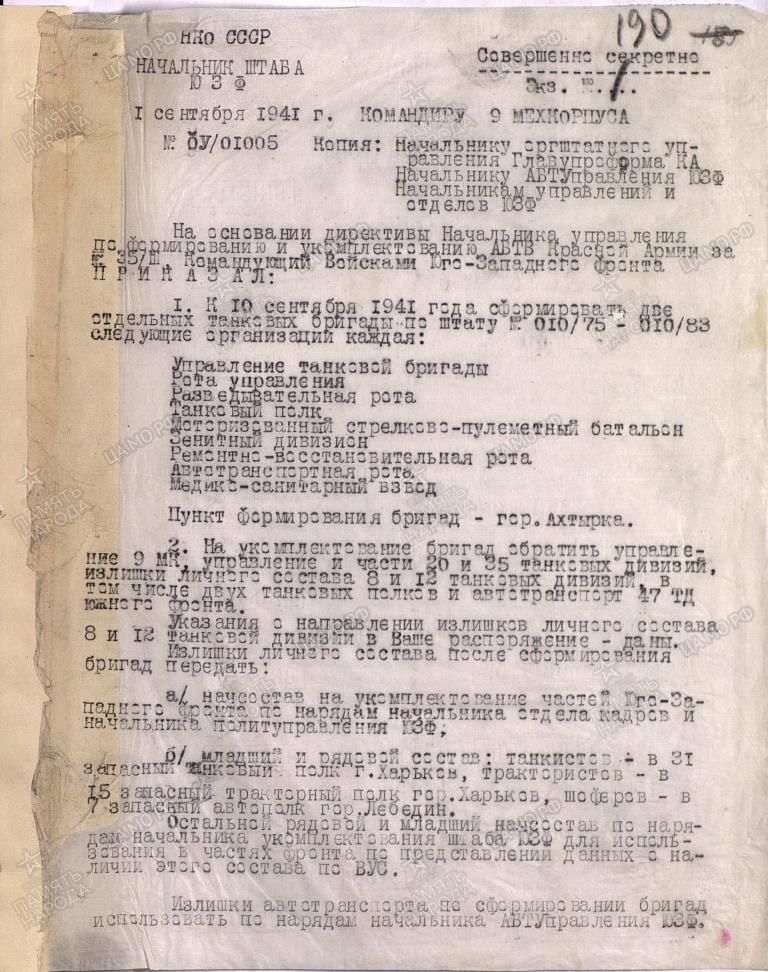 190
НКО СССР
Совершенно секретно
НАЧАЛЬНИК ШТАБА
ЮЗФ
Экз. №. 1..
1 сентября 1941 г. КОМАНДИРУ 9 МЕХКОРПУСА
№ ОУ/01005 Копия: Начальнику оргштатного уп-
равления Главупроформа КА
Начальнику АБТУправления ЮЗФ
Начальникам управлений и
отделов ЮЗФ
На основании директивы Начальника управления
по формированию и укомплектованию АБТВ Красной Армии за
№ 35/Ш, Командующий Войсками Юго-Западного фронта
П Р И К А З А Л:
1. К 10 сентября 1941 года сформировать две
отдельных танковых бригады по штату № 010/75 - 010/83
следующие организаций каждая:
Управление танковой бригады
Рота управления
Разведывательная рота
Танковый полк
Моторизованный стрелково-пулеметный батальон
Зенитный дивизион
Ремонтно-восстановительная рота
Автотранспортная рота
Медико-санитарный взвод
Пункт формирования бригад - гор.Ахтырка.
2. На укомплектование бригад обратить управле-
ние 9 МК, управление и части 20 и 35 танковых дивизий,
излишки личного состава 8 и 12 танковых дивизий, в
том числе двух танковых полков и автотранспорт 47 ТД
южного фронта.
Указания о направлении излишков личного состава
8 и 12 танковой дивизии в Ваше распоряжение - даны.
Излишки личного состава после сформирования
бригад передать:
а/ начсостав на укомплектование частей Юго-За-
падного фронта по нарядам начальника отдела кадров и
начальника политуправления ЮЗФ;
б/ младший и рядовой состав: танкистов - в 31
запасный танковый полк г.Харьков, трактористов - в
15 запасный тракторный полк гор.Харьков, шоферов - в
7 запасный автополк гор.Лебедин.
Остальной рядовой и младший начсостав по наря-
дам начальника укомплектования штаба ЮЗФ для исполь-
зования в частях фронта по представлении данных о на-
личии этого состава по ВУС.
Излишки автотранспорта по сформировании бригад
использовать по нарядам начальника АБТУправления ЮЗФ.
ПАМЯТЬ НАРОДА
ЦАМО РФ